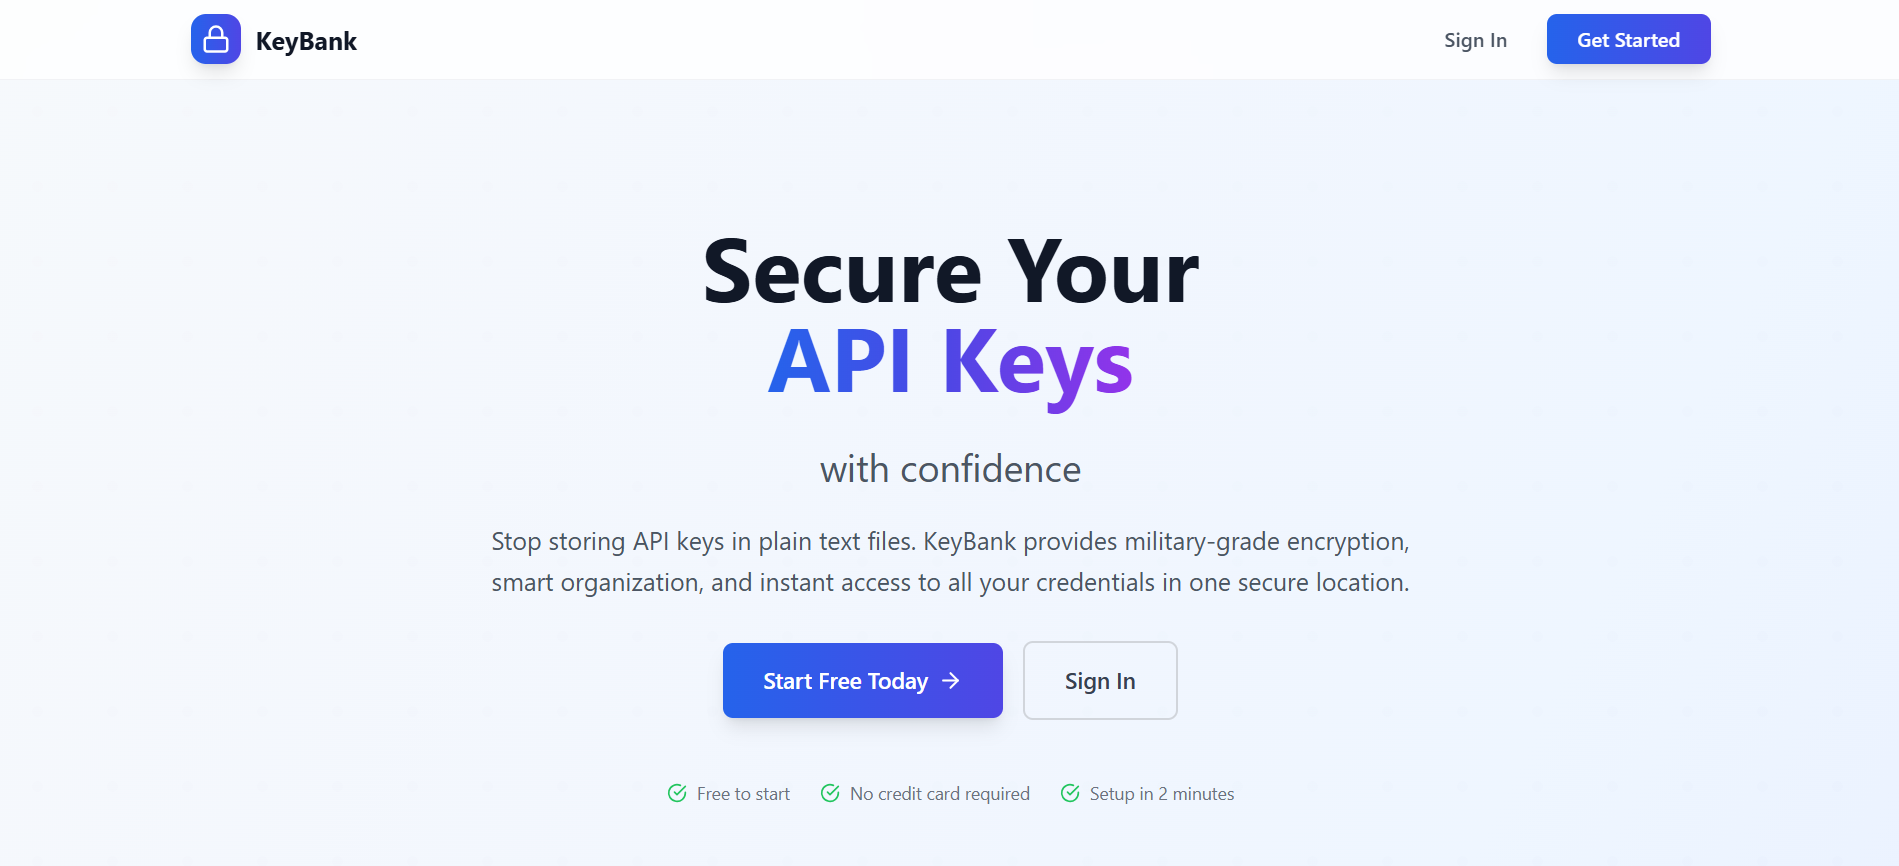 KeyBank
Sign In
Get Started
Secure Your
API Keys
with confidence
Stop storing API keys in plain text files. KeyBank provides military-grade encryption,
smart organization, and instant access to all your credentials in one secure location.
Start Free Today
Sign In
Free to start
No credit card required
Setup in 2 minutes